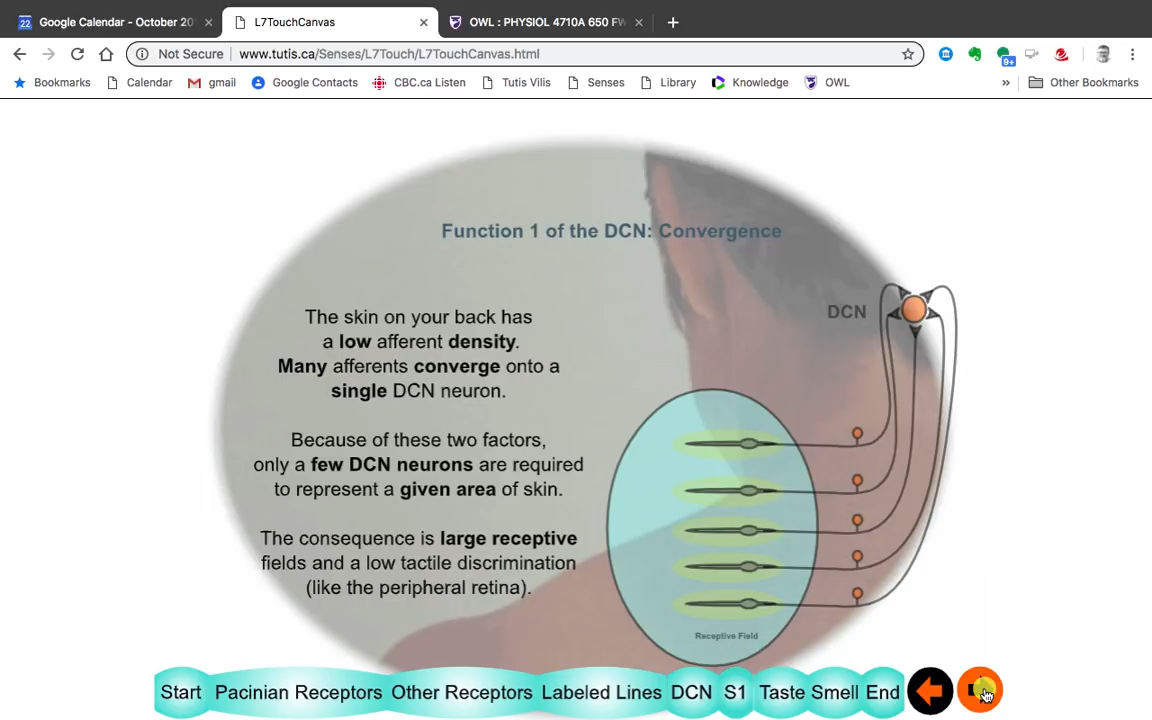 22 Google Calendar - October 20
L7TouchCanvas
OWL : PHYSIOL 4710A 650 FW
Not Secure
www.tutis.ca/Senses/L7Touch/L7TouchCanvas.html
9+
Bookmarks
Calendar
gmail
Google Contacts
CBC.ca Listen
Tutis Vilis
Senses
Library
Knowledge
OWL
»
Other Bookmarks
Function 1 of the DCN: Convergence
The skin on your back has
a low afferent density.
Many afferents converge onto a
single DCN neuron.
Because of these two factors,
only a few DCN neurons are required
to represent a given area of skin.
The consequence is large receptive
fields and a low tactile discrimination
(like the peripheral retina).
DCN
Receptive Field
Start
Pacinian Receptors
Other Receptors
Labeled Lines
DCN
S1
Taste
Smell
End